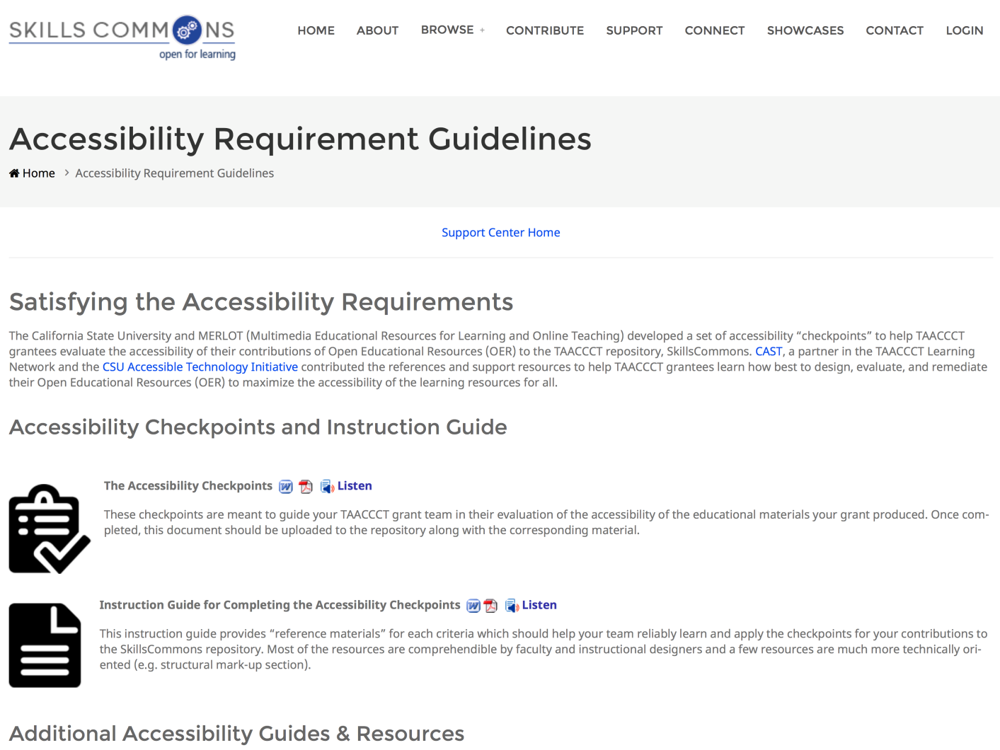 SKILLS COMMONS
open for learning
HOME ABOUT BROWSE + CONTRIBUTE SUPPORT CONNECT SHOWCASES CONTACT LOGIN
Accessibility Requirement Guidelines
Home > Accessibility Requirement Guidelines
Support Center Home
Satisfying the Accessibility Requirements
The California State University and MERLOT (Multimedia Educational Resources for Learning and Online Teaching) developed a set of accessibility “checkpoints” to help TAACCCT
grantees evaluate the accessibility of their contributions of Open Educational Resources (OER) to the TAACCCT repository, SkillsCommons. CAST, a partner in the TAACCCT Learning
Network and the CSU Accessible Technology Initiative contributed the references and support resources to help TAACCCT grantees learn how best to design, evaluate, and remediate
their Open Educational Resources (OER) to maximize the accessibility of the learning resources for all.
Accessibility Checkpoints and Instruction Guide
The Accessibility Checkpoints Listen
These checkpoints are meant to guide your TAACCCT grant team in their evaluation of the accessibility of the educational materials your grant produced. Once com-
pleted, this document should be uploaded to the repository along with the corresponding material.
Instruction Guide for Completing the Accessibility Checkpoints Listen
This instruction guide provides “reference materials” for each criteria which should help your team reliably learn and apply the checkpoints for your contributions to
the SkillsCommons repository. Most of the resources are comprehendible by faculty and instructional designers and a few resources are much more technically ori-
ented (e.g. structural mark-up section).
Additional Accessibility Guides & Resources